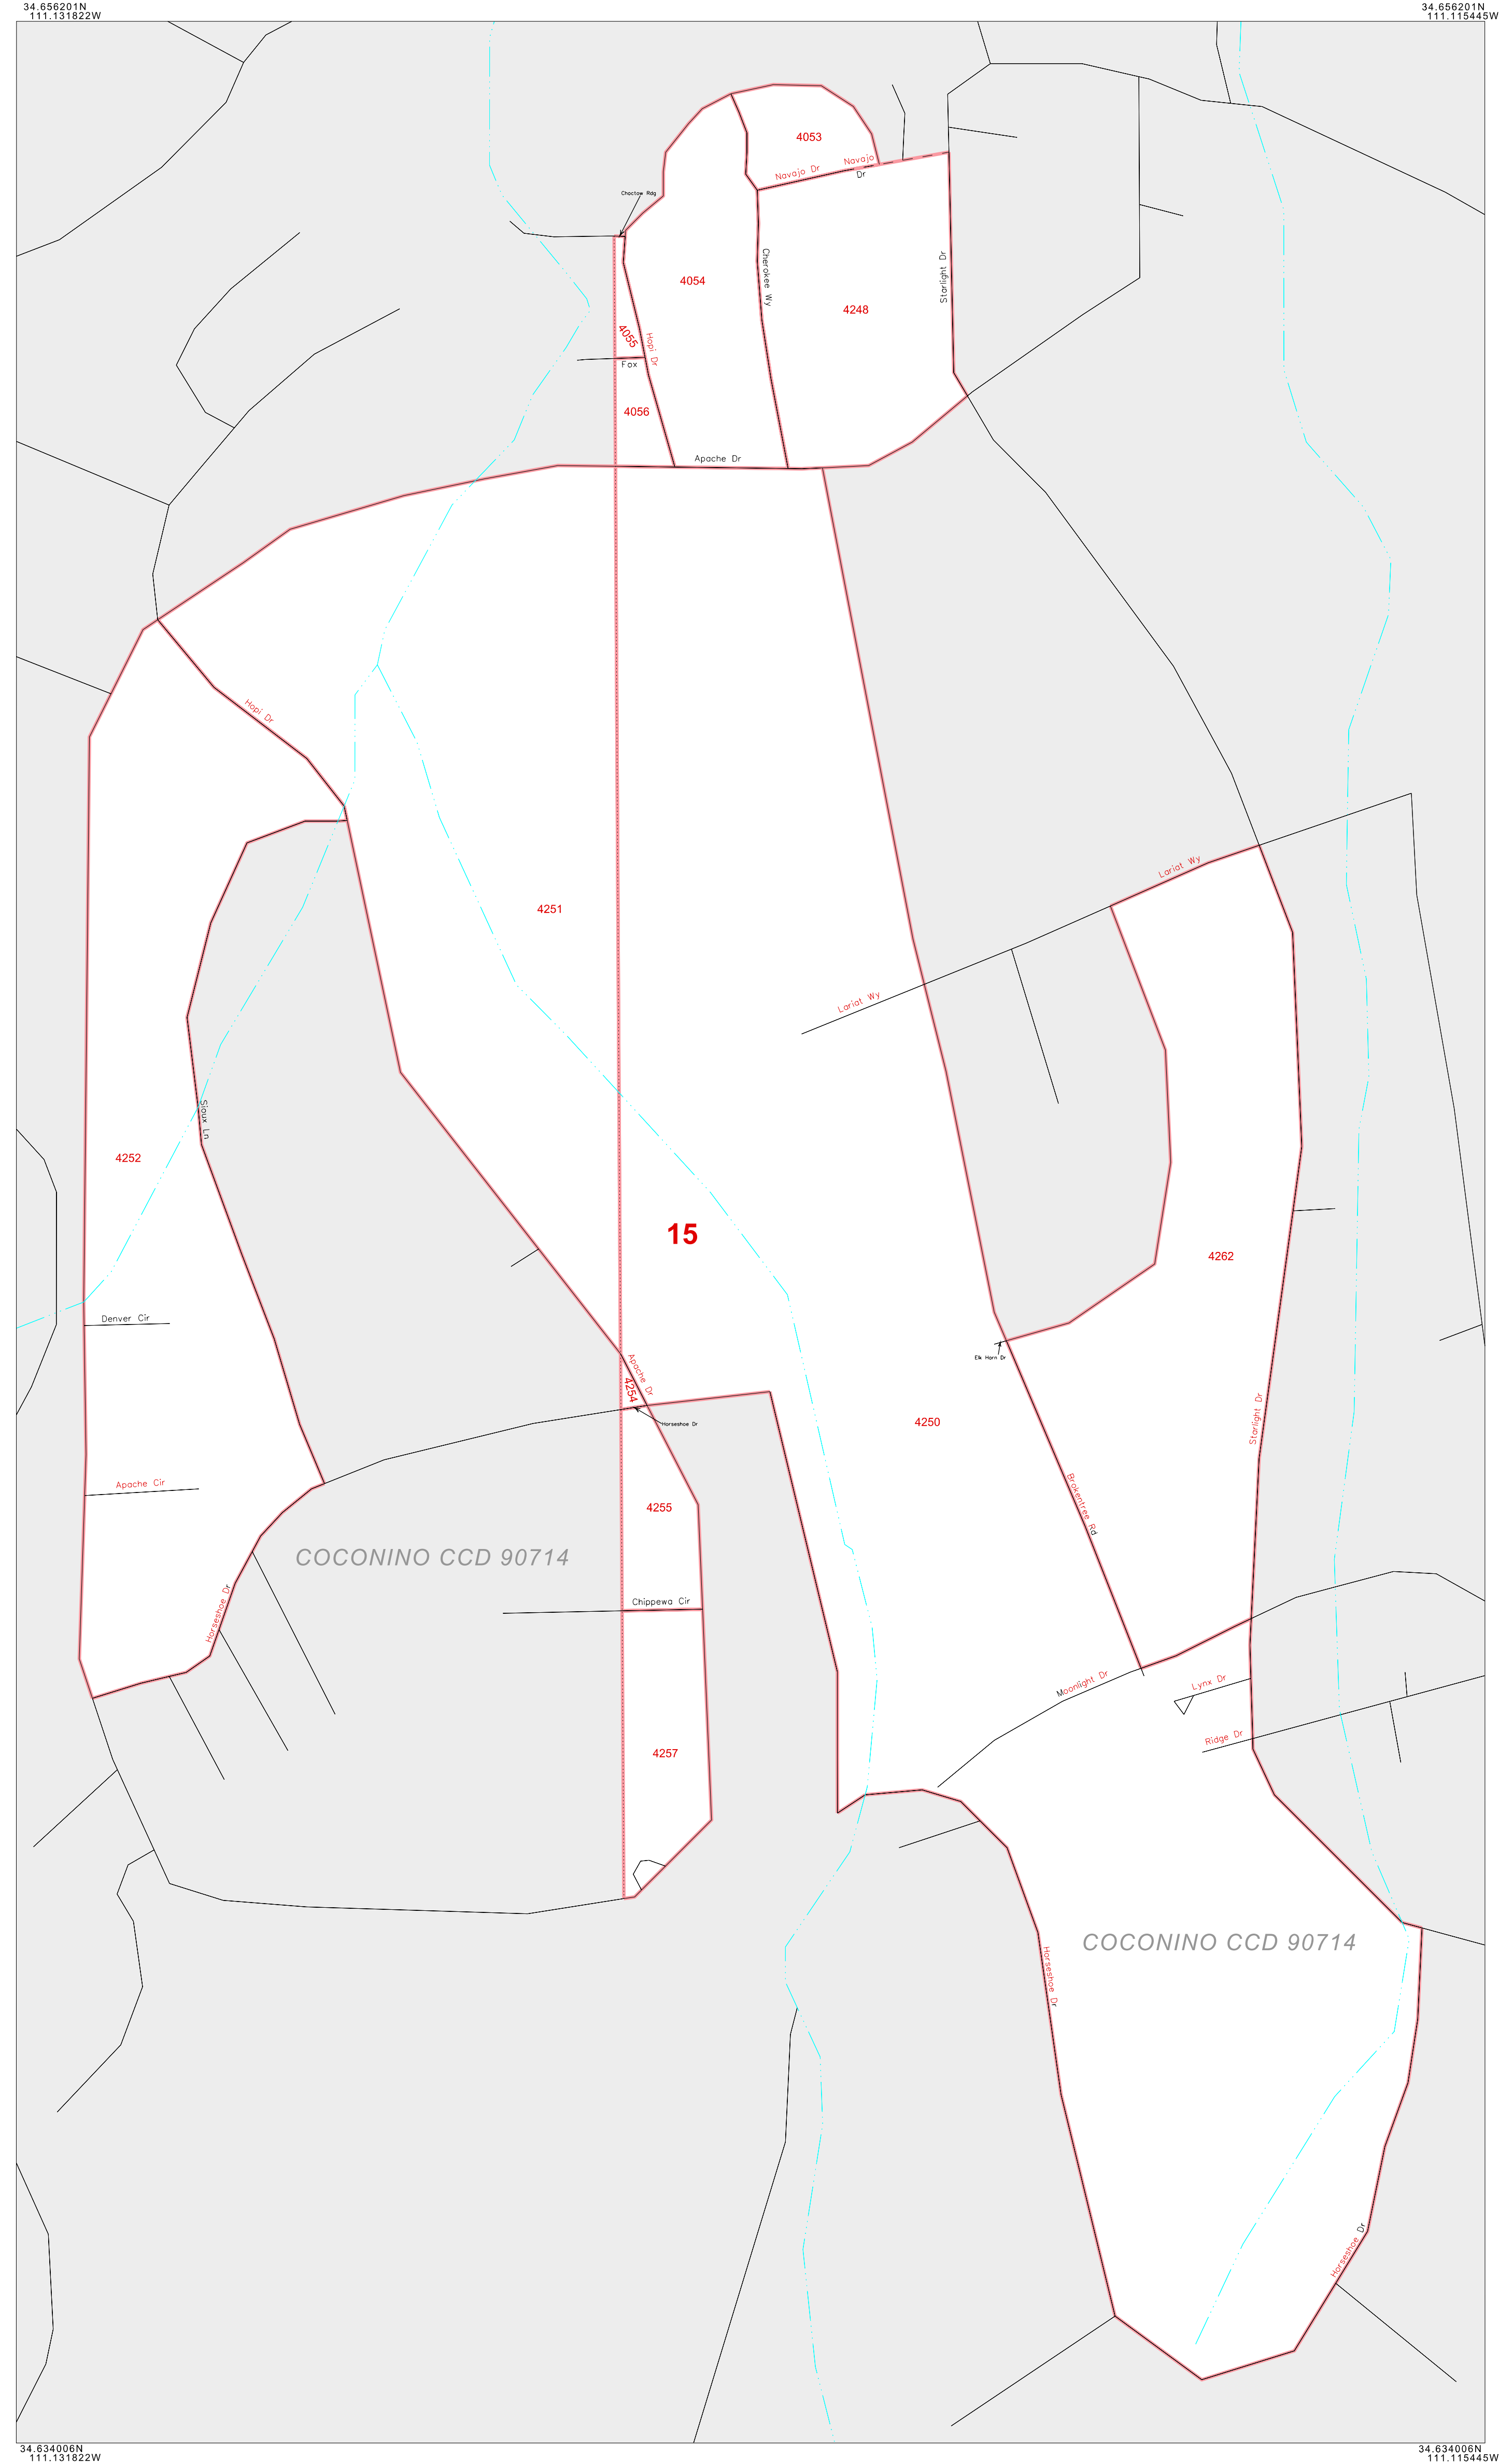 34.656201N
111.131822W
34.656201N
111.115445W
4053
Navajo Dr
Navajo
Dr
Choctaw Rdg
Cherokee Wy
Starlight Dr
4054
4248
4055
Hopi Dr
Fox
4056
Apache Dr
Hopi Dr
Lariat Wy
4251
Lariat Wy
Sioux Ln
4252
15
4262
Denver Cir
Elk Horn Dr
Apache Dr
4254
Horseshoe Dr
4250
Starlight Dr
Apache Cir
4255
Brokentree Rd
COCONINO CCD 90714
Chippewa Cir
Horseshoe Dr
Moonlight Dr
Lynx Dr
Ridge Dr
4257
COCONINO CCD 90714
Horseshoe Dr
Horseshoe Dr
34.634006N
111.131822W
34.634006N
111.115445W